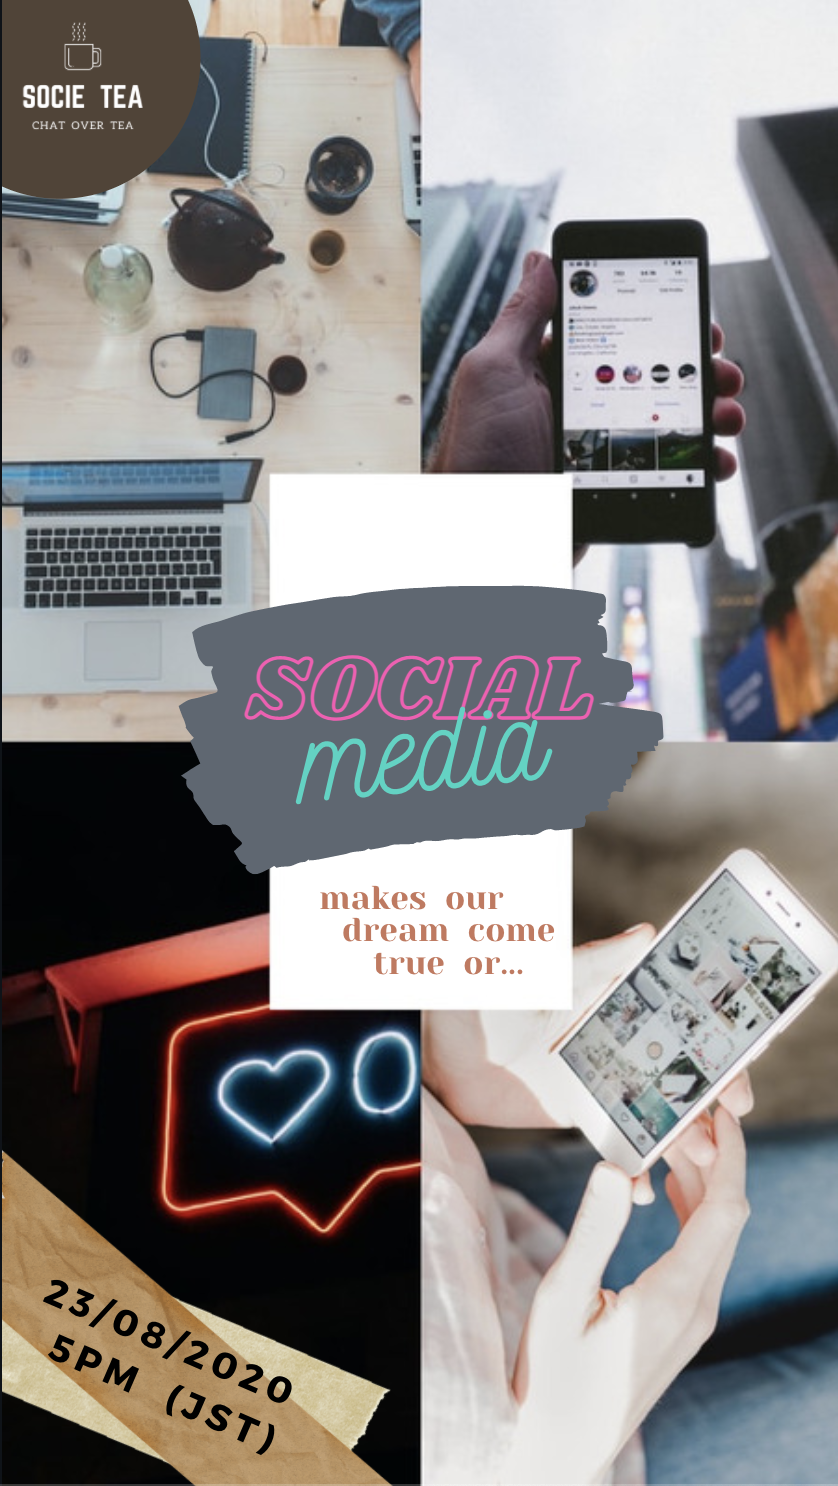 SOCIE TEA
CHAT OVER TEA
SOCIAL
media
makes our
dream come
true or...
23/08/2020
5PM (JST)